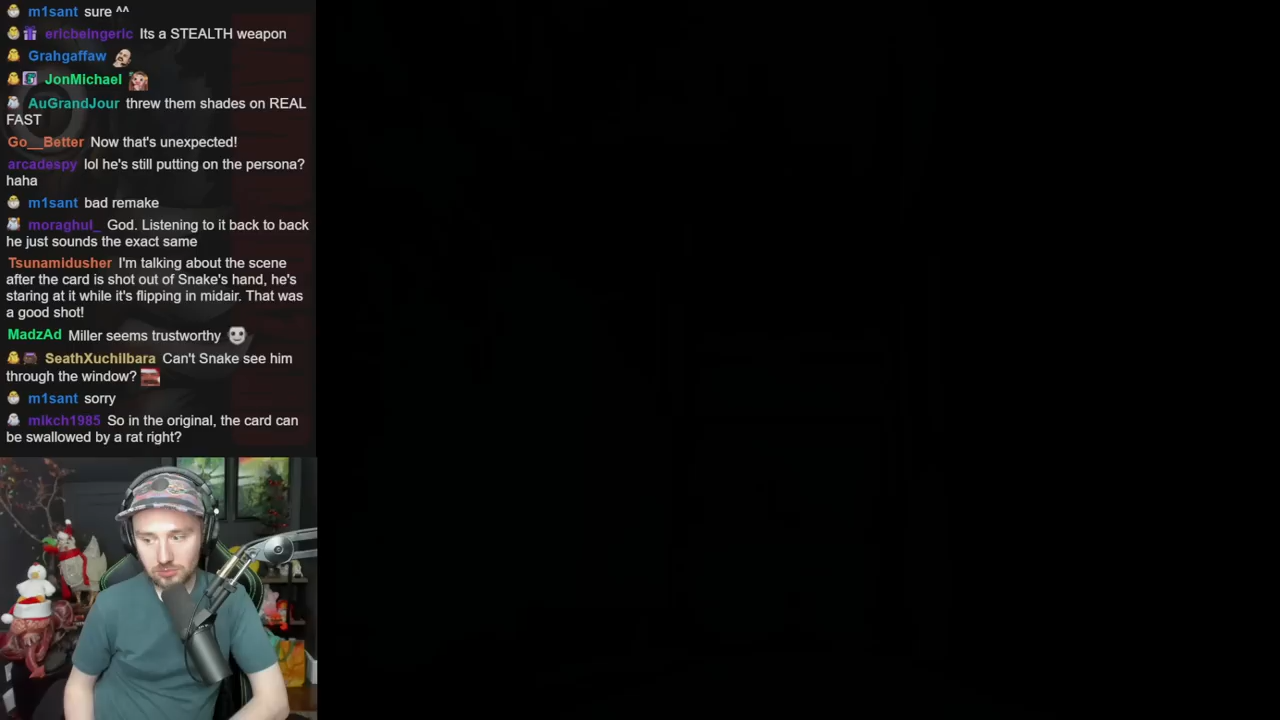 m1sant sure ^^
ericbeingeric Its a STEALTH weapon
Grahgaffaw
JonMichael
AuGrandJour threw them shades on REAL
FAST
Go__Better Now that's unexpected!
arcadespy lol he's still putting on the persona?
haha
m1sant bad remake
moraghul_ God. Listening to it back to back
he just sounds the exact same
Tsunamidusher I'm talking about the scene
after the card is shot out of Snake's hand, he's
staring at it while it's flipping in midair. That was
a good shot!
MadzAd Miller seems trustworthy
SeathXuchilbara Can't Snake see him
through the window?
m1sant sorry
mikch1985 So in the original, the card can
be swallowed by a rat right?